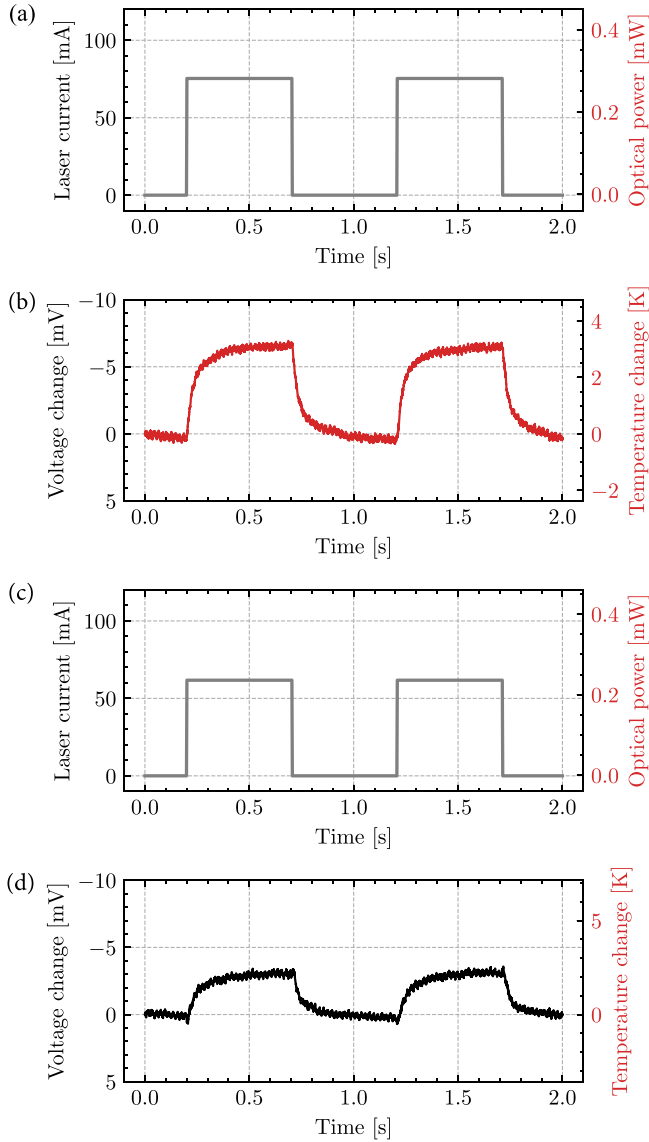 (a)
Laser current [mA]
100
50
0
Optical power [mW]
0.4
0.2
0.0
0.0 0.5 1.0 1.5 2.0
Time [s]
(b)
Voltage change [mV]
−10
−5
0
5
Temperature change [K]
4
2
0
−2
0.0 0.5 1.0 1.5 2.0
Time [s]
(c)
Laser current [mA]
100
50
0
Optical power [mW]
0.4
0.2
0.0
0.0 0.5 1.0 1.5 2.0
Time [s]
(d)
Voltage change [mV]
−10
−5
0
5
Temperature change [K]
5
0
0.0 0.5 1.0 1.5 2.0
Time [s]